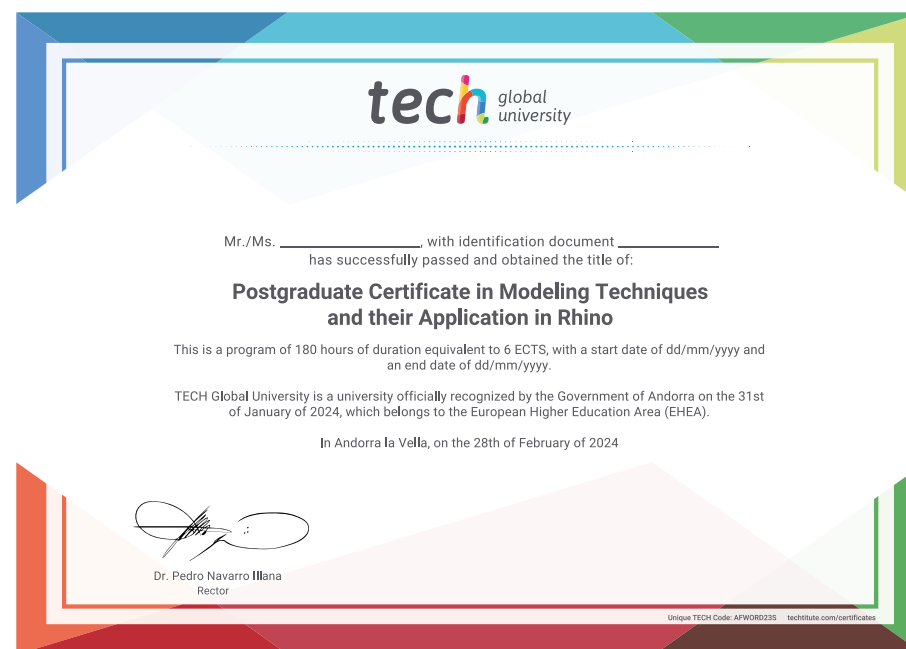 tech global university
Mr./Ms. ____________________, with identification document ______________
has successfully passed and obtained the title of:
Postgraduate Certificate in Modeling Techniques
and their Application in Rhino
This is a program of 180 hours of duration equivalent to 6 ECTS, with a start date of dd/mm/yyyy and
an end date of dd/mm/yyyy.
TECH Global University is a university officially recognized by the Government of Andorra on the 31st
of January of 2024, which belongs to the European Higher Education Area (EHEA).
In Andorra la Vella, on the 28th of February of 2024
Dr. Pedro Navarro Illana
Rector
Unique TECH Code: AFWORD23S techtitute.com/certificates